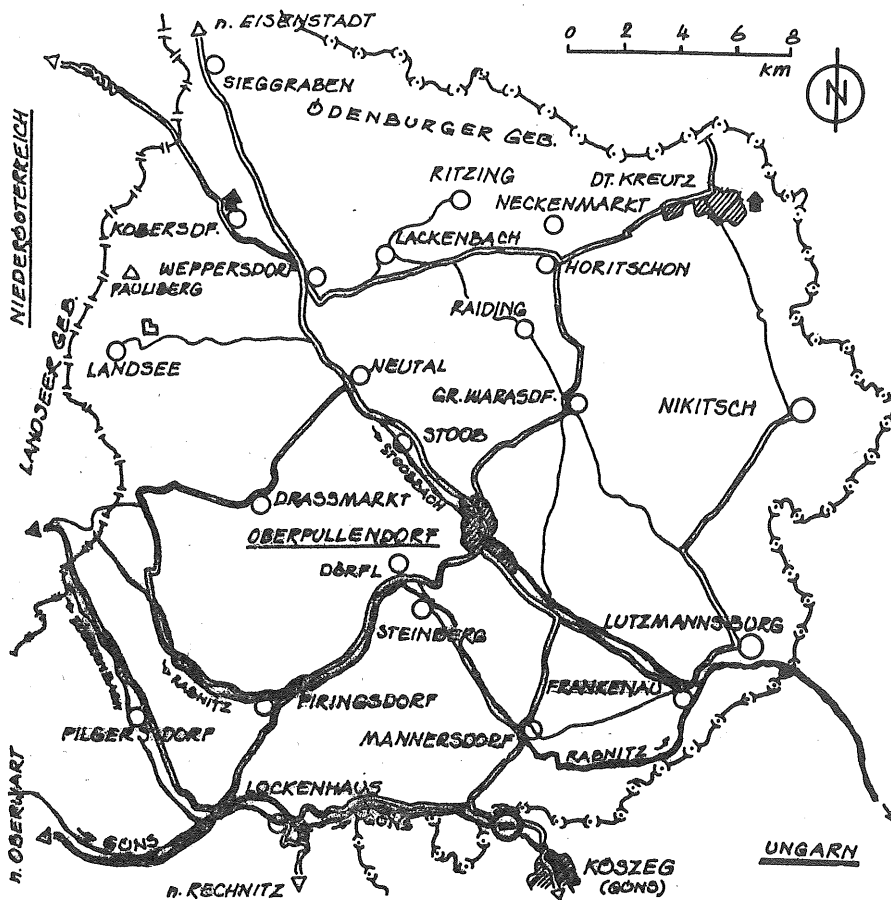 n. EISENSTADT
0 2 4 6 8
km
SIEGGRABEN
ÖDENBURGER GEB.
N
NIEDERÖSTERREICH
RITZING
DT. KREUTZ
NECKENMARKT
KOBERSDF.
LACKENBACH
WEPPERSDORF
HORITSCHON
PAULIBERG
RAIDING
LANDSEER GEB.
LANDSEE
NEUTAL
GR. WARASDF.
NIKITSCH
STOOB
STOOBBACH
DRASSMARKT
OBERPULLENDORF
DÖRFL
STEINBERG
LUTZMANNSBURG
RABNITZ
PIRINGSDORF
FRANKENAU
PILGERSDORF
MANNERSDORF
RABNITZ
n. OBERWART
LOCKENHAUS
GÜNS
GÜNS
KÖSZEG
(GÜNS)
UNGARN
n. RECHNITZ